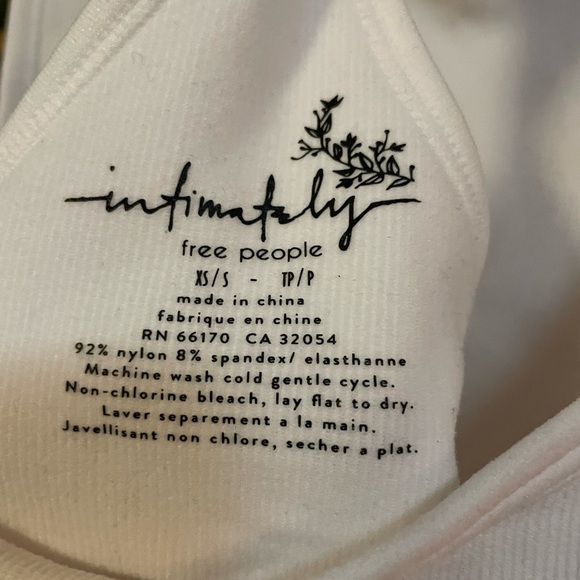 intimately
free people
XS/S - TP/P
made in china
fabrique en chine
RN 66170 CA 32054
92% nylon 8% spandex/ elasthanne
Machine wash cold gentle cycle.
Non-chlorine bleach, lay flat to dry.
Laver separement a la main.
Javellisant non chlore, secher a plat.